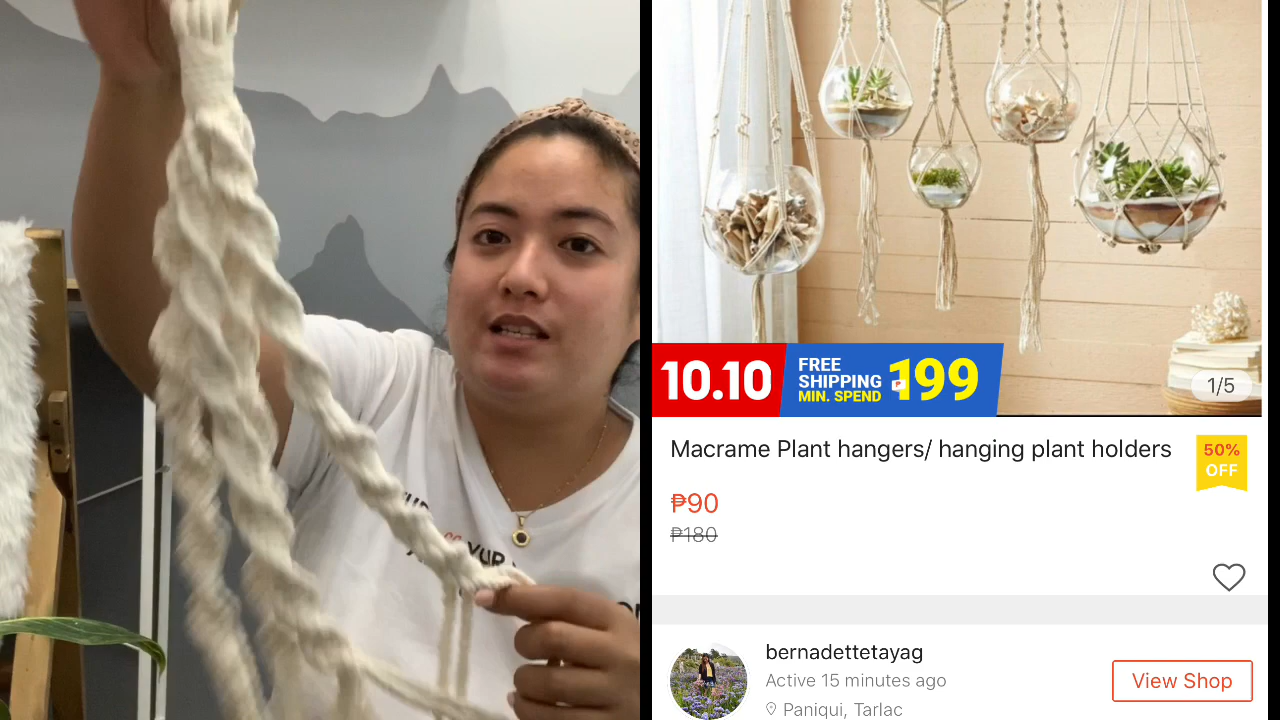 YUR
10.10
FREE
SHIPPING
MIN. SPEND
₱199
1/5
Macrame Plant hangers/ hanging plant holders
50%
OFF
₱90
₱180
bernadettetayag
Active 15 minutes ago
View Shop
Paniqui, Tarlac